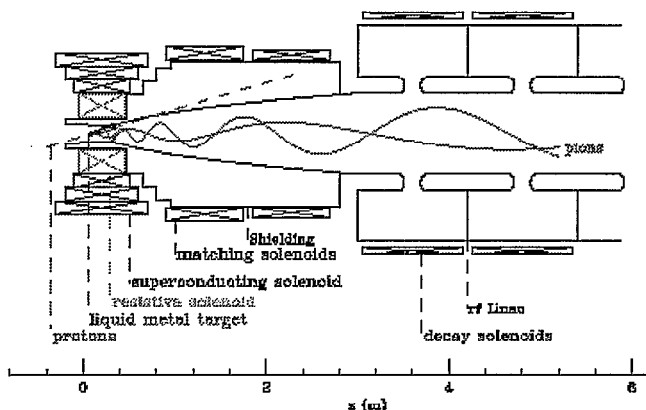 pions
Shielding
matching solenoids
superconducting solenoid
resistive solenoid
rf Linac
liquid metal target
protons
decay solenoids
0 2 4 6
z (m)